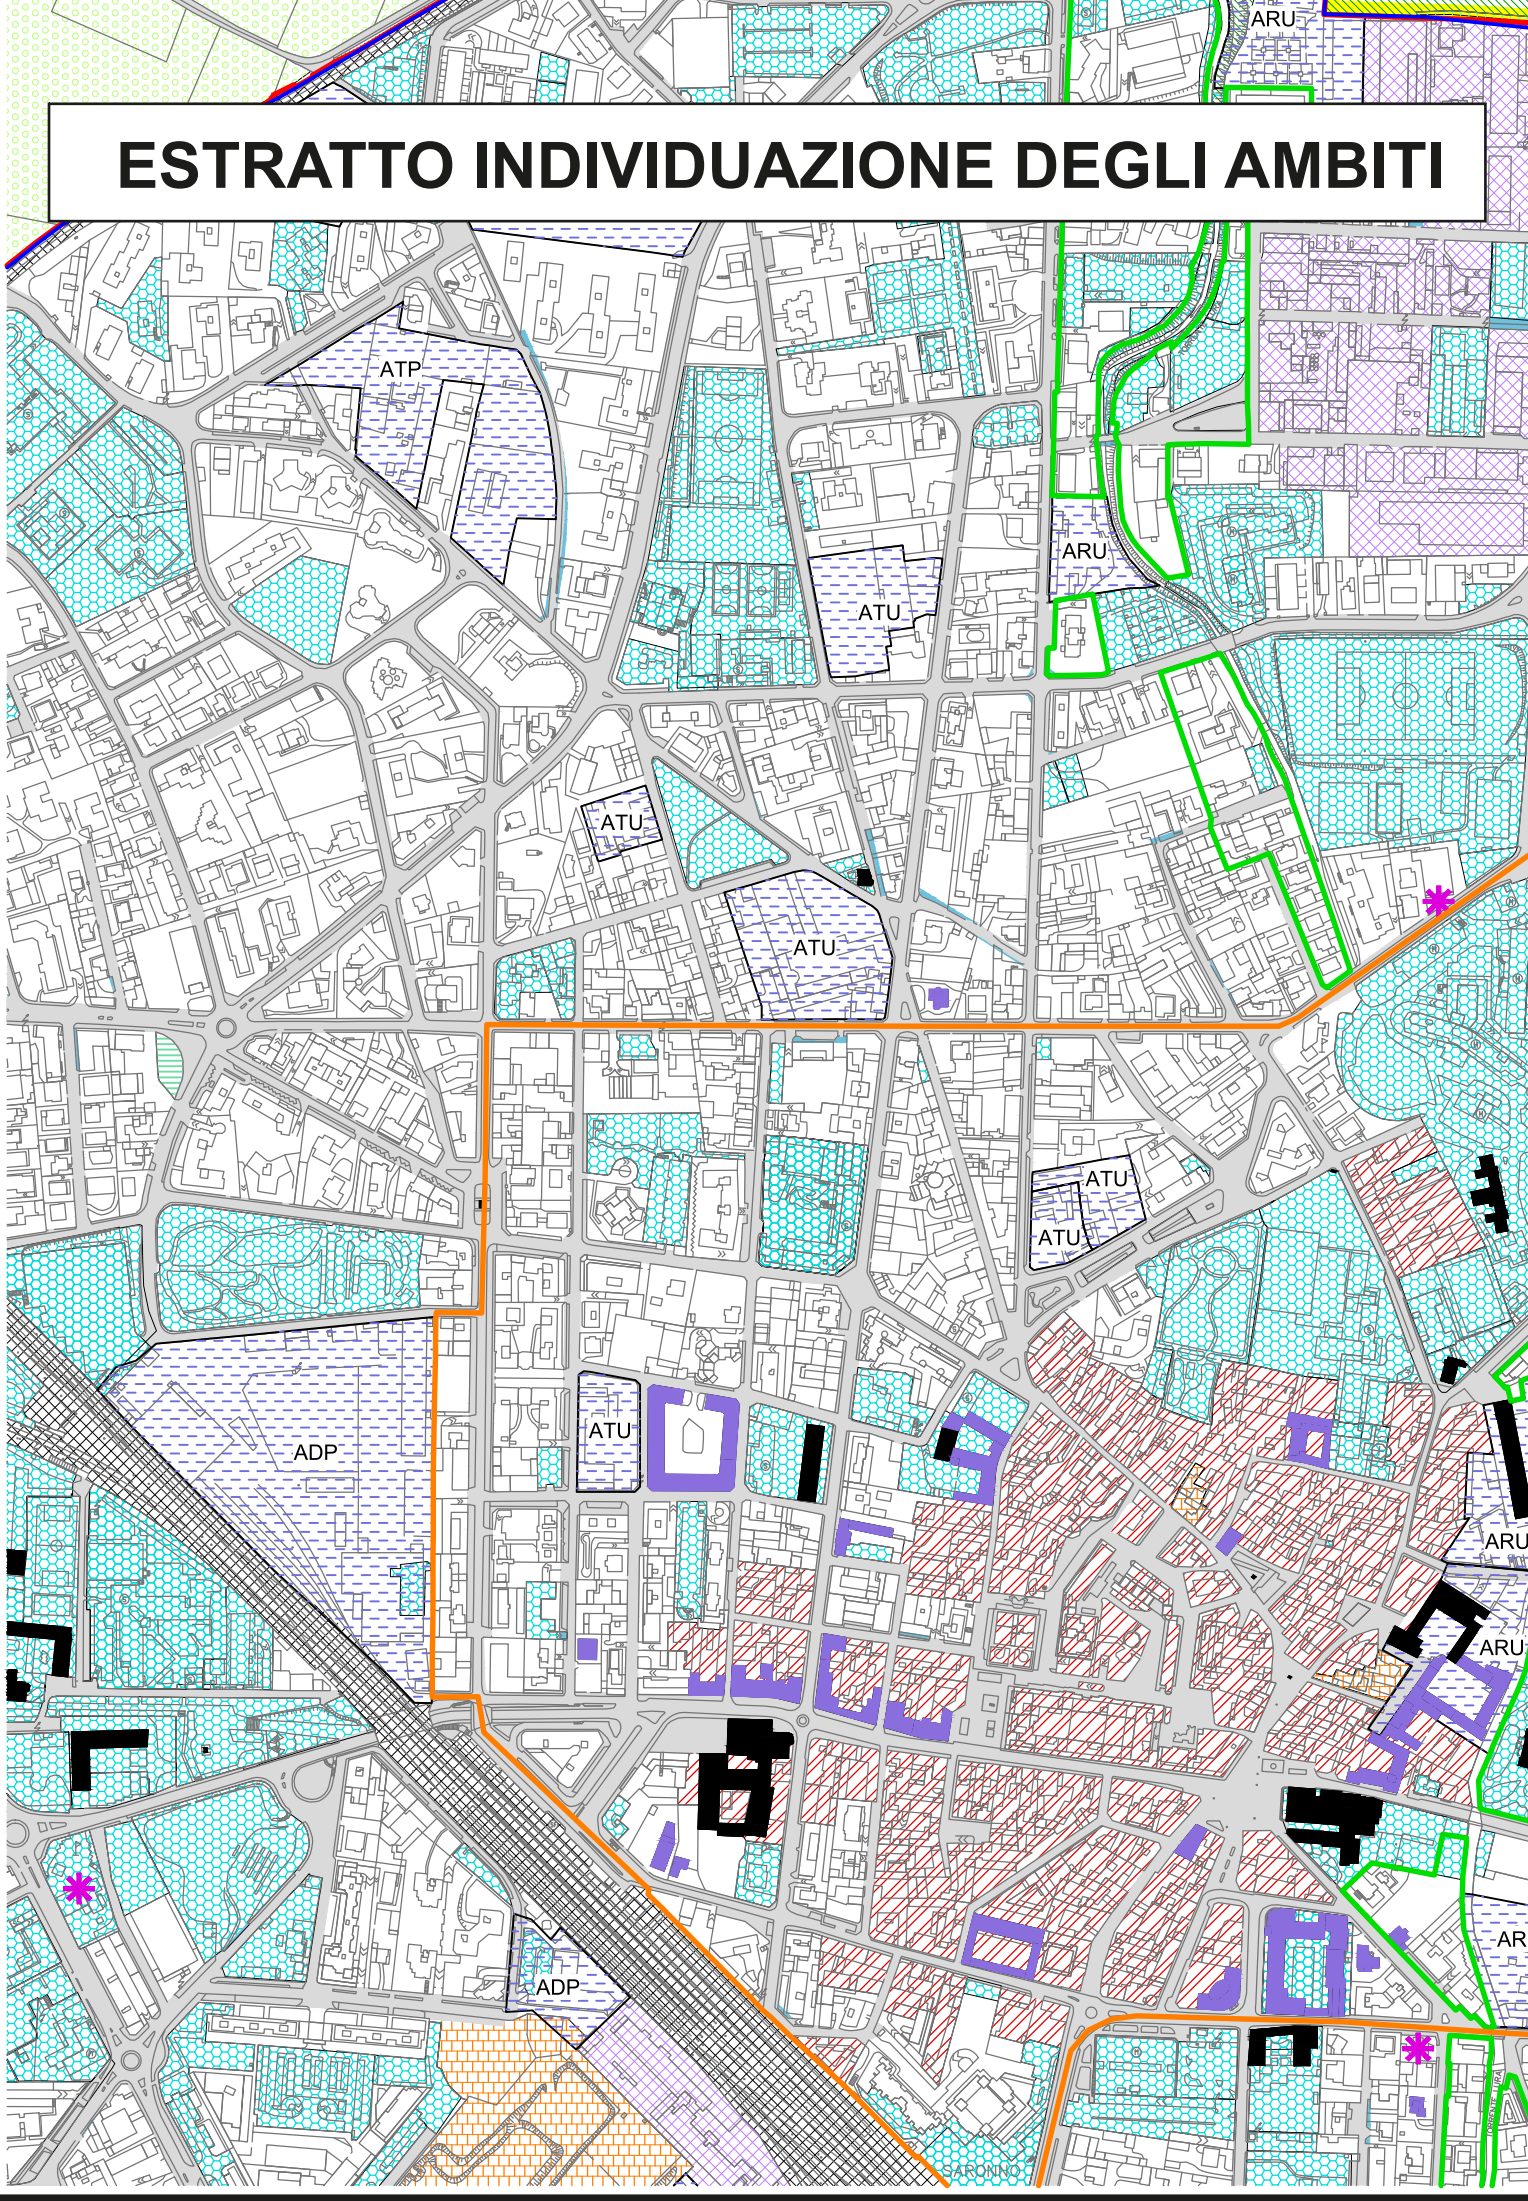 ARU
ESTRATTO INDIVIDUAZIONE DEGLI AMBITI
ATP
ARU
ATU
ATU
ATU
ATU
ATU
ATU
ADP
ARU
ARU
AR
ADP
SARONNO